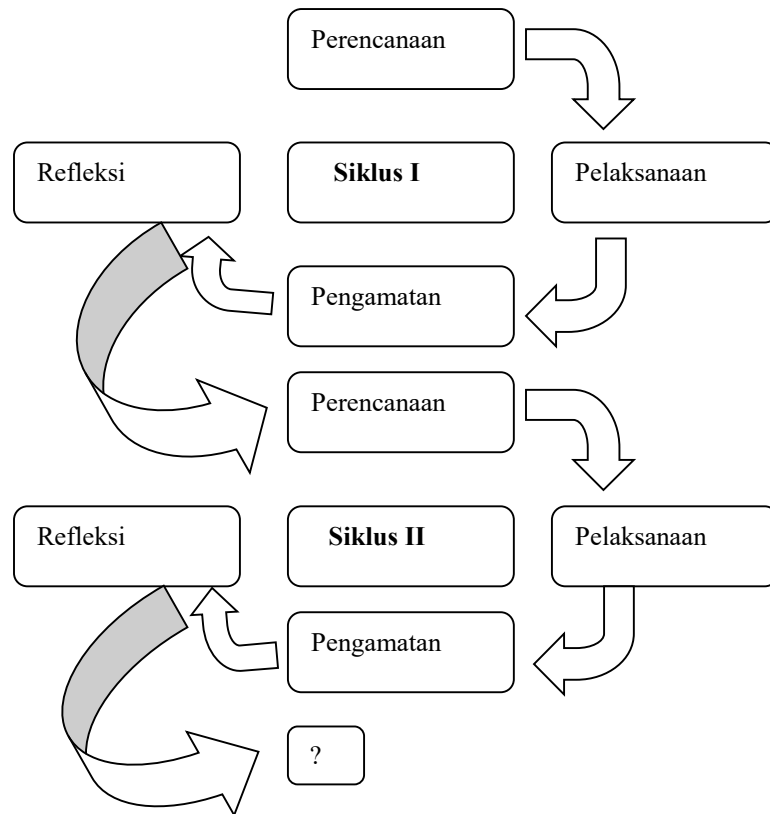 Perencanaan
Refleksi
Siklus I
Pelaksanaan
Pengamatan
Perencanaan
Refleksi
Siklus II
Pelaksanaan
Pengamatan
?